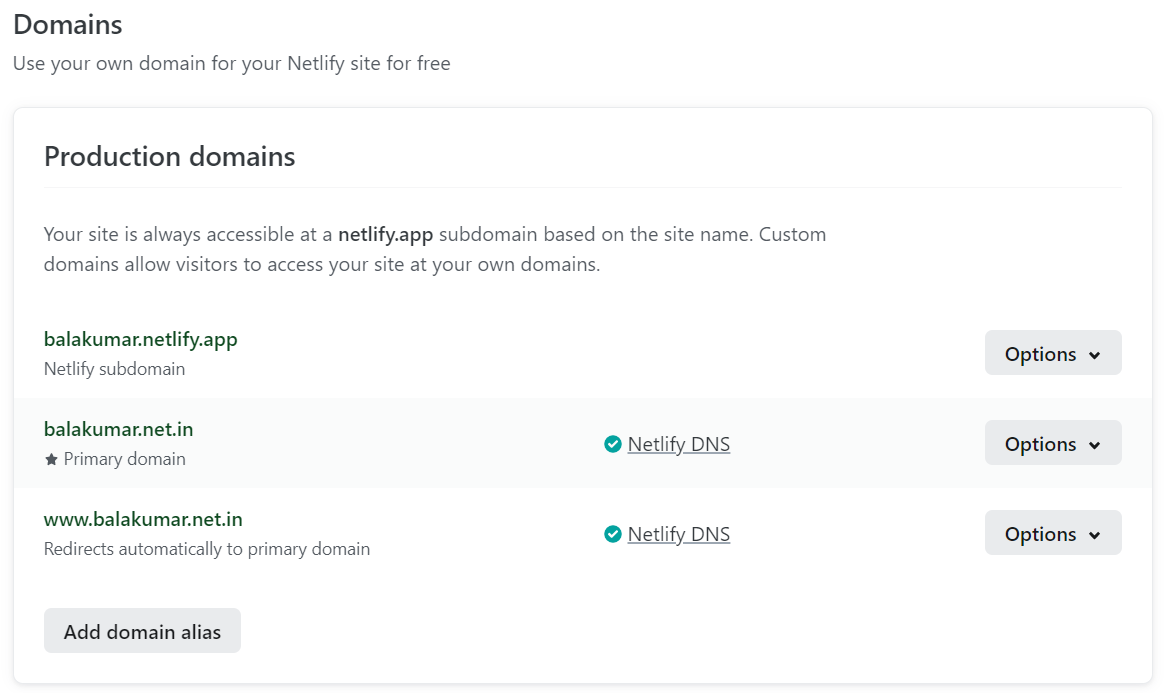 Domains
Use your own domain for your Netlify site for free
Production domains
Your site is always accessible at a netlify.app subdomain based on the site name. Custom
domains allow visitors to access your site at your own domains.
balakumar.netlify.app
Netlify subdomain
Options
balakumar.net.in
Primary domain
Netlify DNS
Options
www.balakumar.net.in
Redirects automatically to primary domain
Netlify DNS
Options
Add domain alias